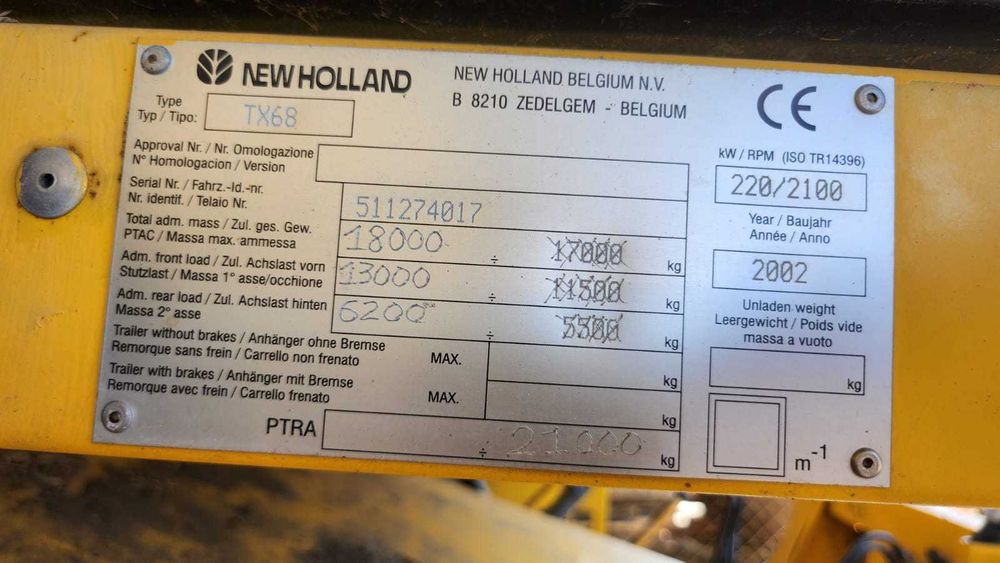 NEW HOLLAND
NEW HOLLAND BELGIUM N.V.
B 8210 ZEDELGEM - BELGIUM
CE
Type
Typ / Tipo:
TX68
Approval Nr. / Nr. Omologazione
N° Homologacion / Version
Serial Nr. / Fahrz.-Id.-nr.
Nr. identif. / Telaio Nr.
511274017
Total adm. mass / Zul. ges. Gew.
PTAC / Massa max. ammessa
18000 ÷ 17000 kg
Adm. front load / Zul. Achslast vorn
Stutzlast / Massa 1° asse/occhione
13000 ÷ 11500 kg
Adm. rear load / Zul. Achslast hinten
Massa 2° asse
6200 ÷ 5500 kg
Trailer without brakes / Anhänger ohne Bremse
Remorque sans frein / Carrello non frenato
MAX. kg
Trailer with brakes / Anhänger mit Bremse
Remorque avec frein / Carrello frenato
MAX. kg
PTRA ÷ 21000 kg
kW / RPM (ISO TR14396)
220/2100
Year / Baujahr
Année / Anno
2002
Unladen weight
Leergewicht / Poids vide
massa a vuoto
kg
m-1